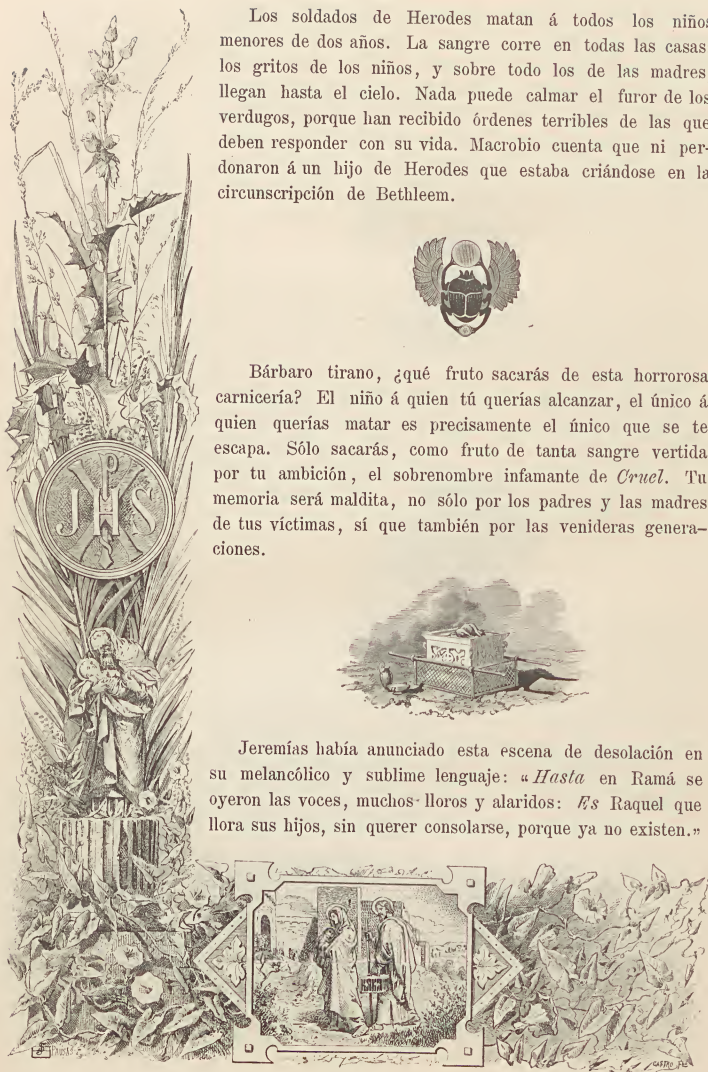 Los soldados de Herodes matan á todos los niños
menores de dos años. La sangre corre en todas las casas
los gritos de los niños, y sobre todo los de las madres
llegan hasta el cielo. Nada puede calmar el furor de los
verdugos, porque han recibido órdenes terribles de las que
deben responder con su vida. Macrobio cuenta que ni per-
donaron á un hijo de Herodes que estaba criándose en la
circunscripción de Bethleem.
Bárbaro tirano, ¿qué fruto sacarás de esta horrorosa
carnicería? El niño á quien tú querías alcanzar, el único á
quien querías matar es precisamente el único que se te
escapa. Sólo sacarás, como fruto de tanta sangre vertida
por tu ambición, el sobrenombre infamante de Cruel. Tu
memoria será maldita, no sólo por los padres y las madres
de tus víctimas, sí que también por las venideras genera-
ciones.
P
JHS
Jeremías había anunciado esta escena de desolación en
su melancólico y sublime lenguaje: «Hasta en Ramá se
oyeron las voces, muchos lloros y alaridos: Es Raquel que
llora sus hijos, sin querer consolarse, porque ya no existen.»